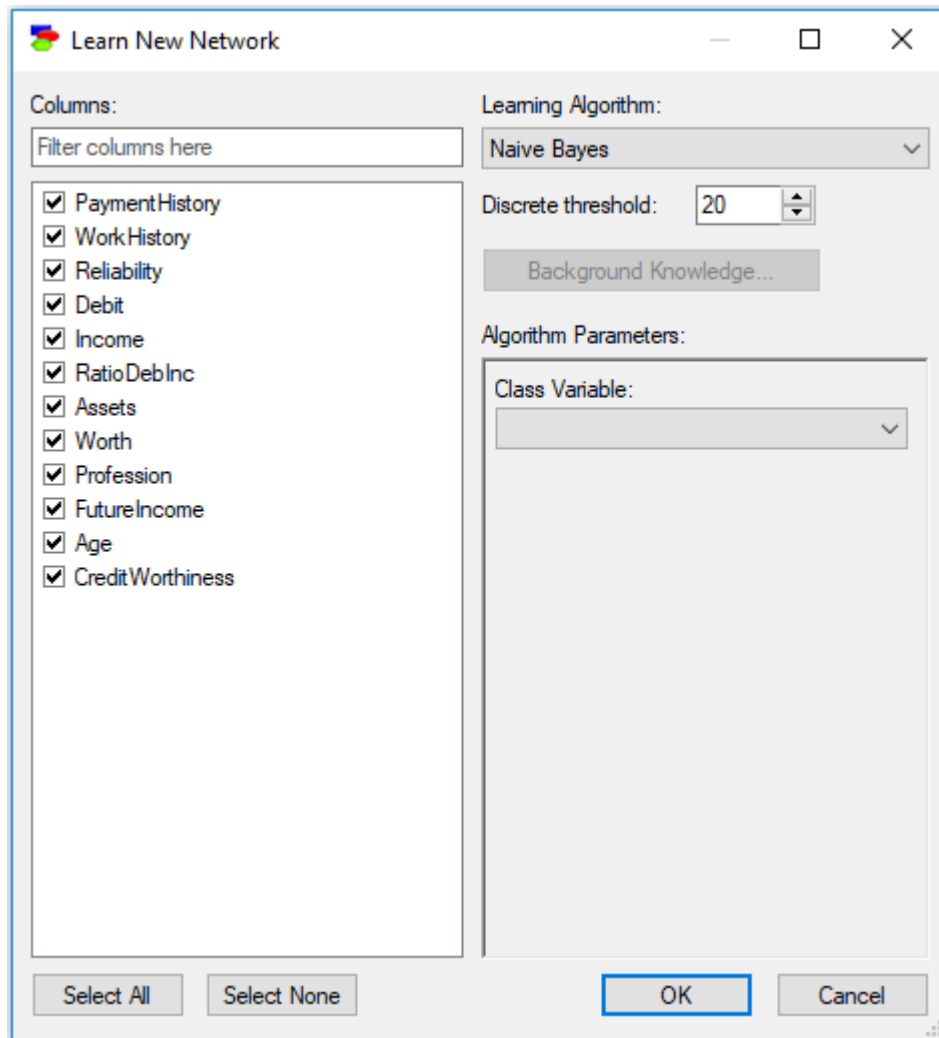 Learn New Network
Columns:
Filter columns here
PaymentHistory
WorkHistory
Reliability
Debit
Income
RatioDebInc
Assets
Worth
Profession
FutureIncome
Age
CreditWorthiness
Select All
Select None
Learning Algorithm:
Naive Bayes
Discrete threshold: 20
Background Knowledge...
Algorithm Parameters:
Class Variable:
OK
Cancel